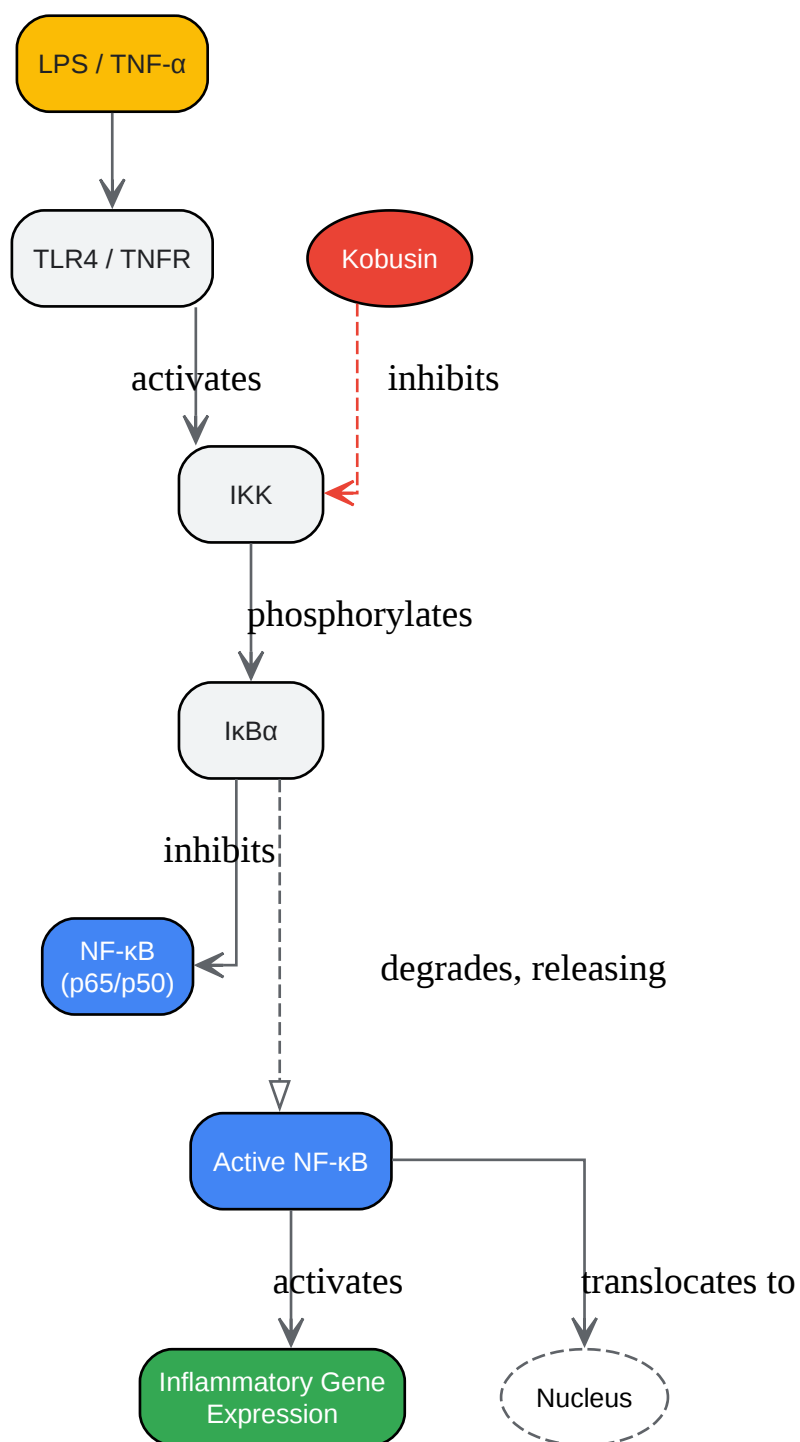 LPS / TNF-α
TLR4 / TNFR
Kobusin
activates
inhibits
IKK
phosphorylates
IκBα
inhibits
NF-κB
(p65/p50)
degrades, releasing
Active NF-κB
activates
translocates to
Inflammatory Gene
Expression
Nucleus